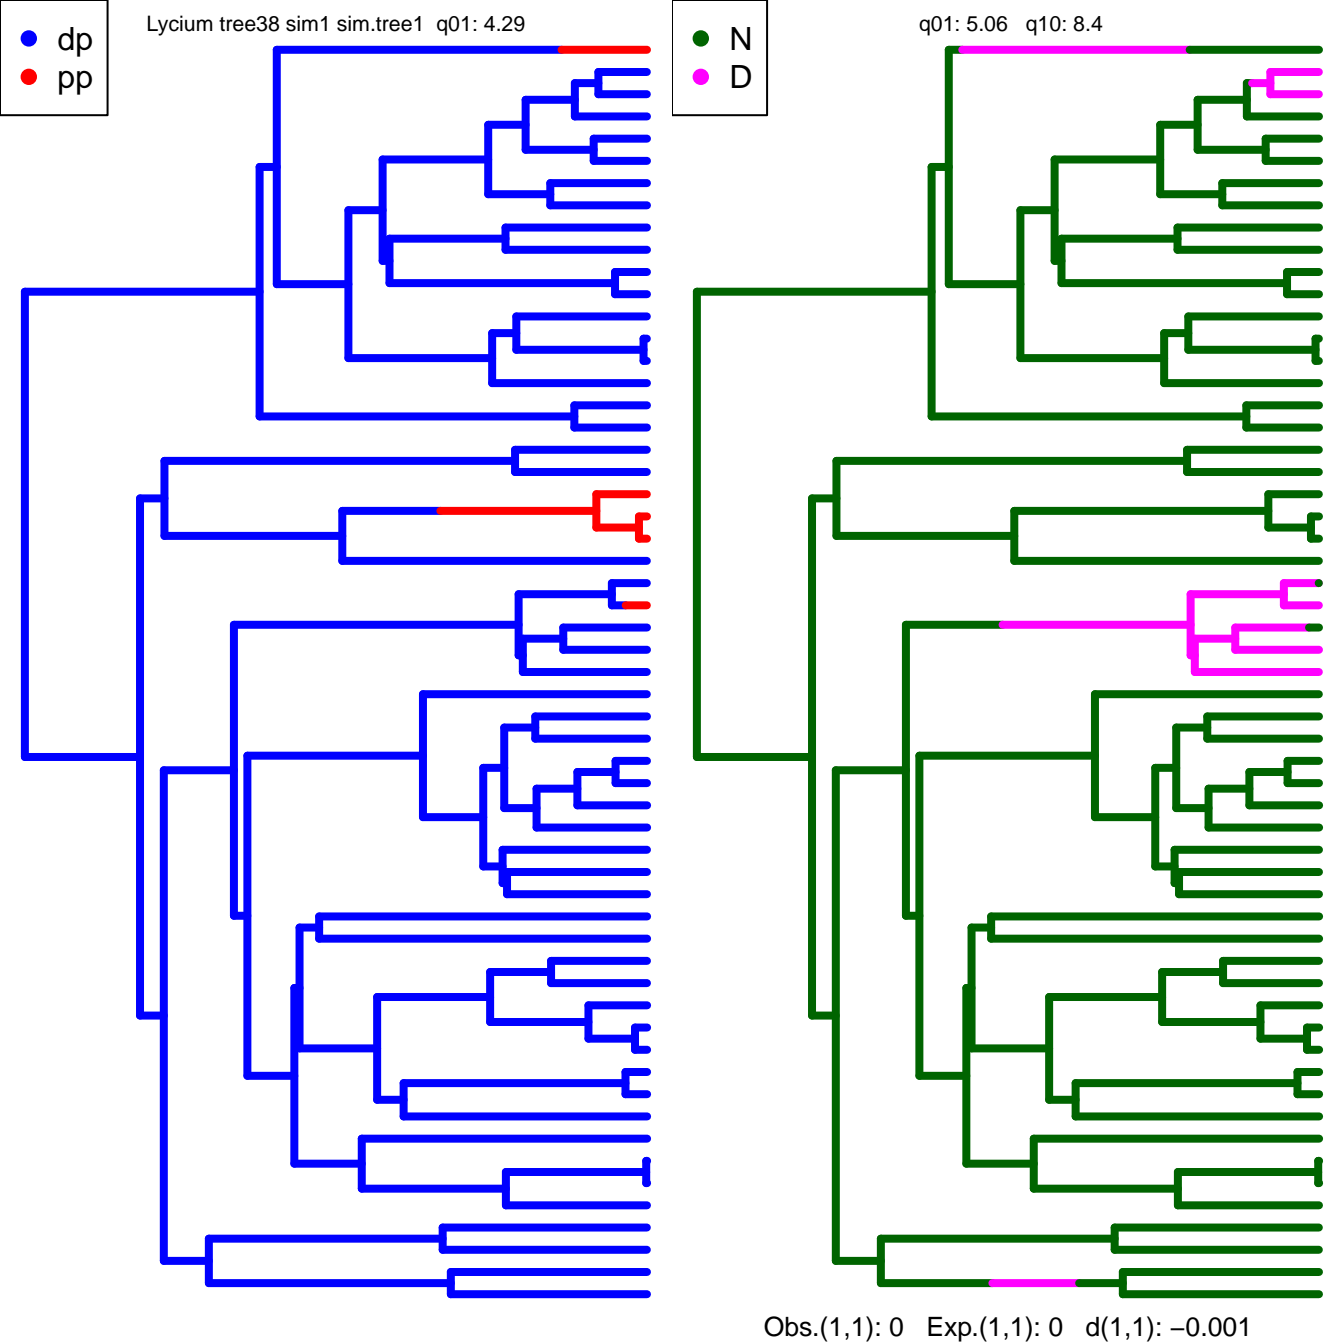 Lycium tree38 sim1 sim.tree1 q01: 4.29
dp
pp
q01: 5.06 q10: 8.4
N
D
Obs.(1,1): 0 Exp.(1,1): 0 d(1,1): −0.001